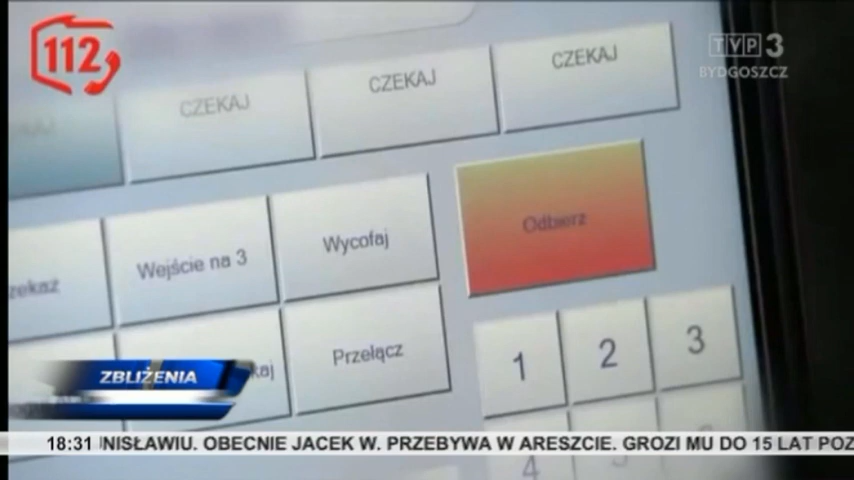 112
TVP3
BYDGOSZCZ
CZEKAJ
CZEKAJ
CZEKAJ
Wejście na 3
Wycofaj
Odbierz
Przełącz
1
2
3
4
ZBLIŻENIA
18:31 NISŁAWIU. OBECNIE JACEK W. PRZEBYWA W ARESZCIE. GROZI MU DO 15 LAT POZ